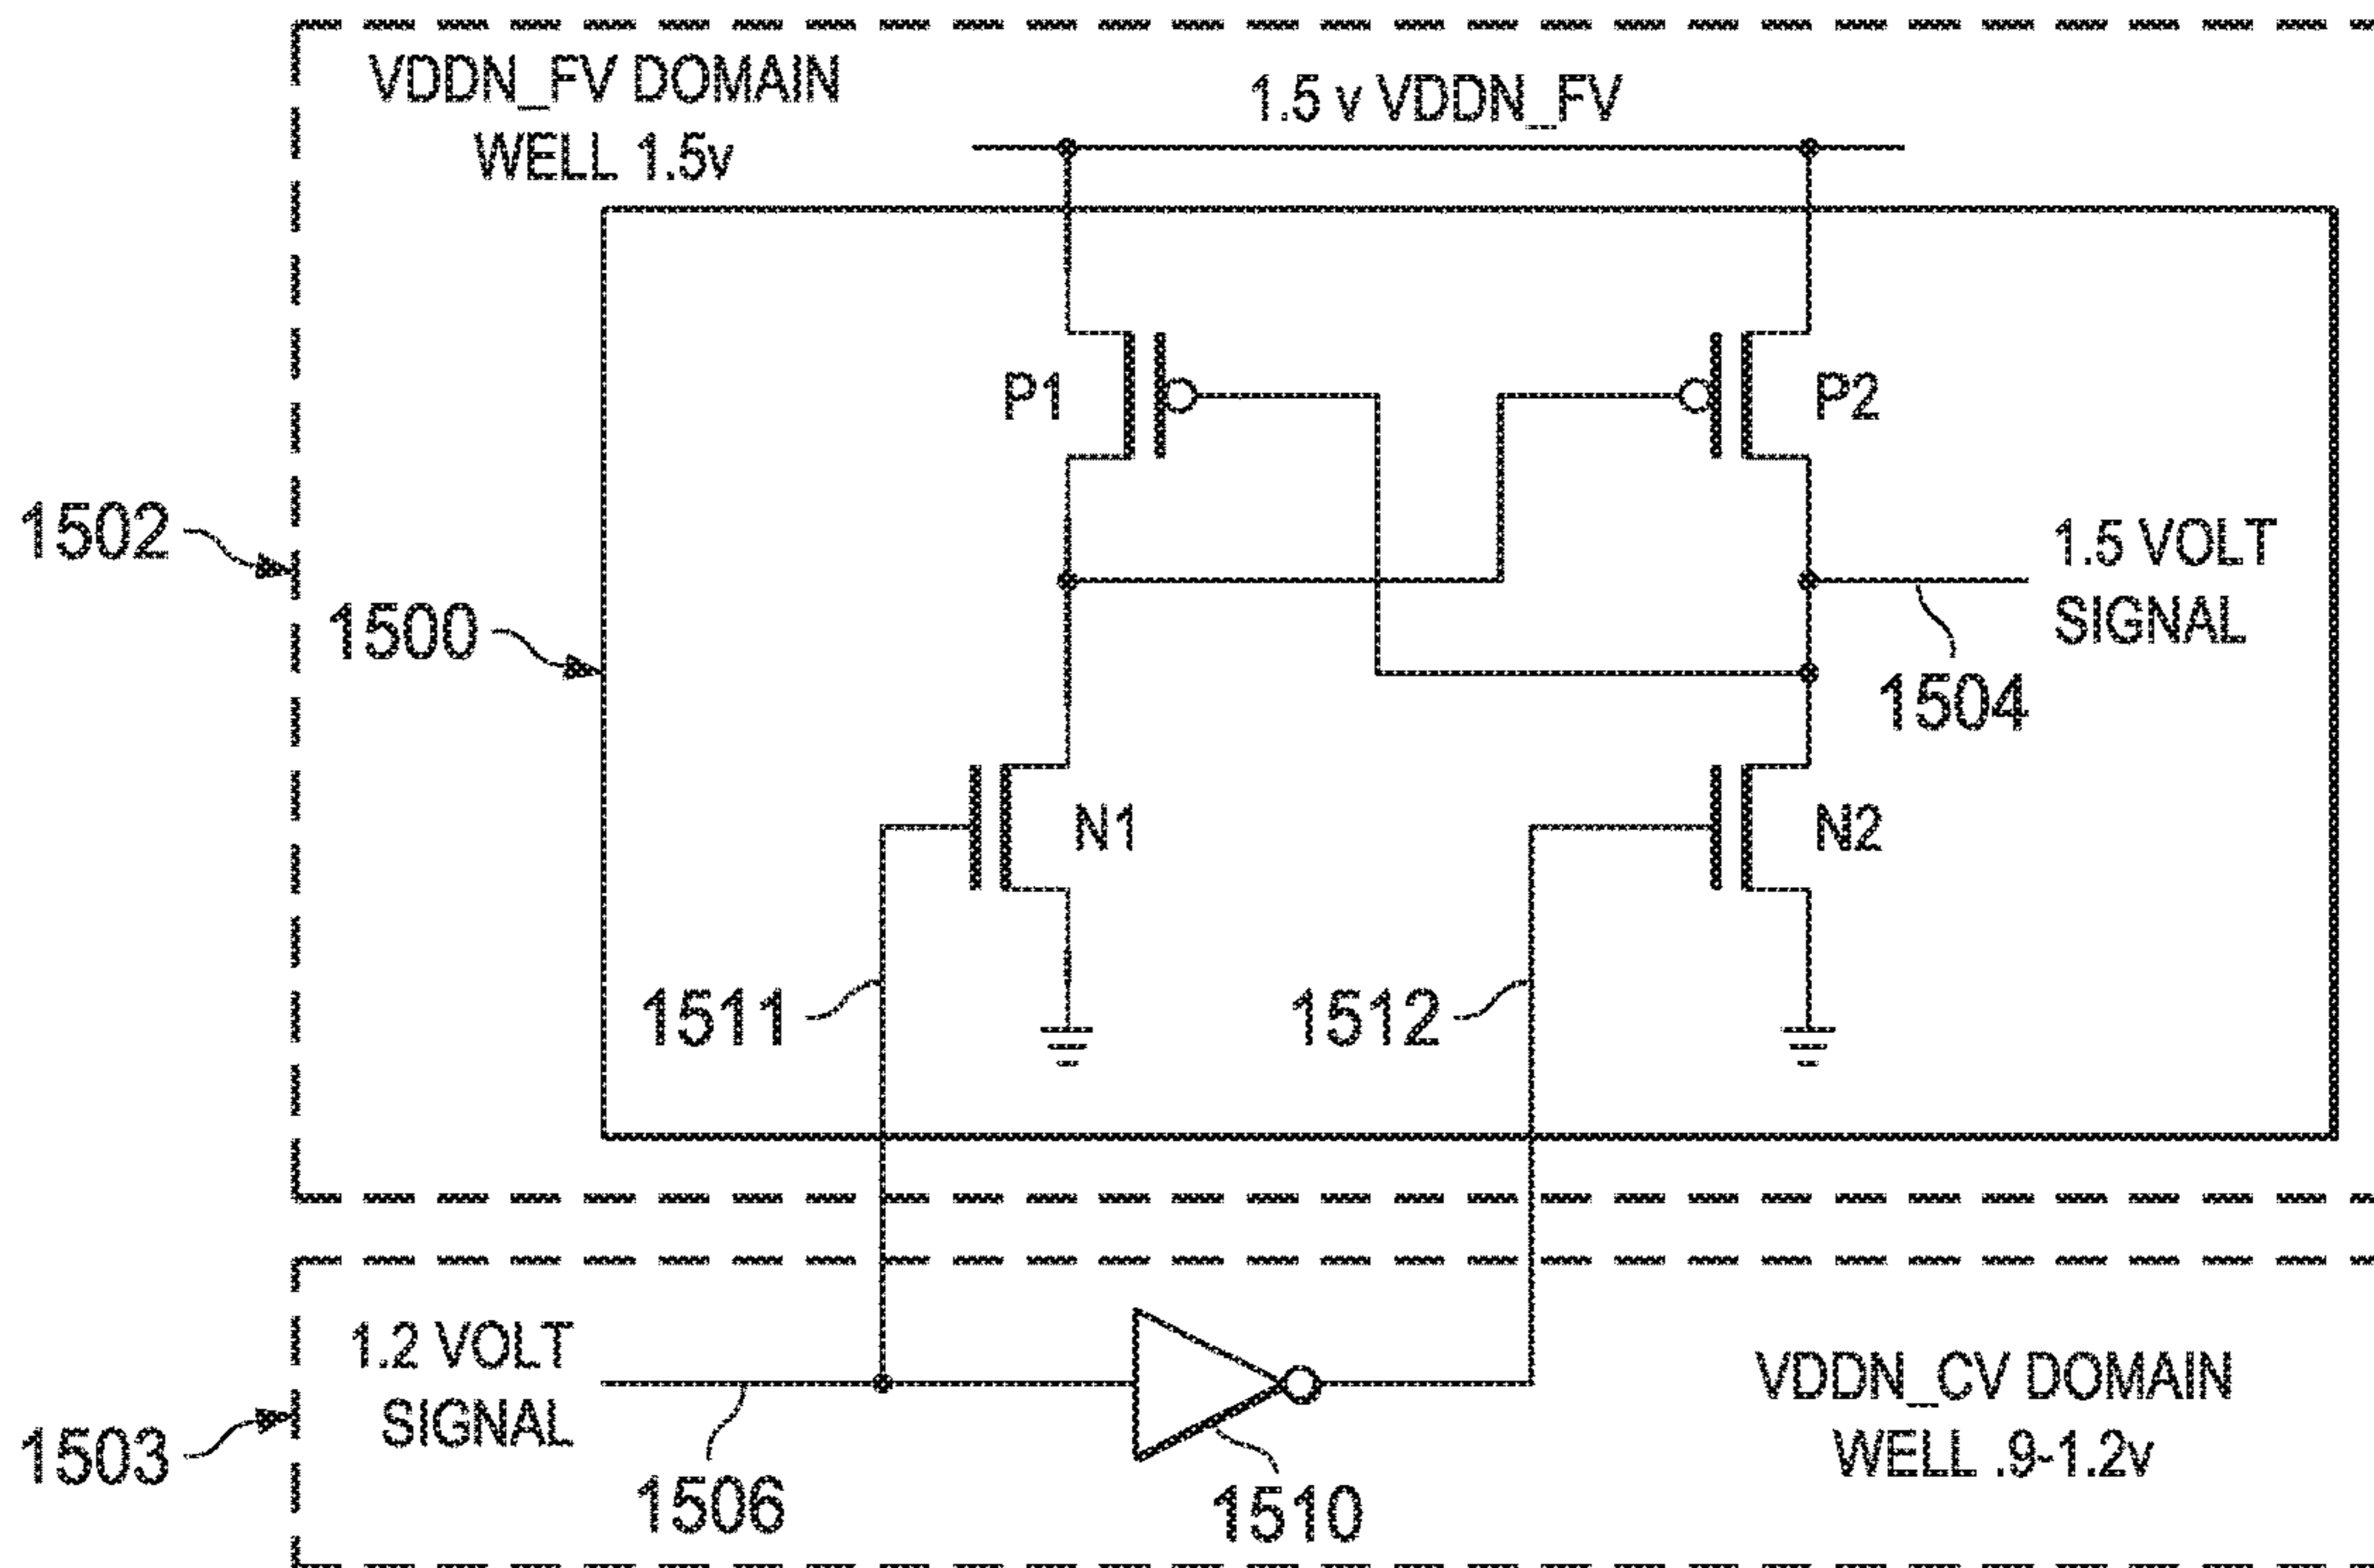 VDDN_FV DOMAIN
WELL 1.5v
1.5 v VDDN_FV
P1
P2
1502
1500
1.5 VOLT
SIGNAL
1504
N1
N2
1511
1512
1.2 VOLT
SIGNAL
1503
1506
1510
VDDN_CV DOMAIN
WELL .9-1.2v